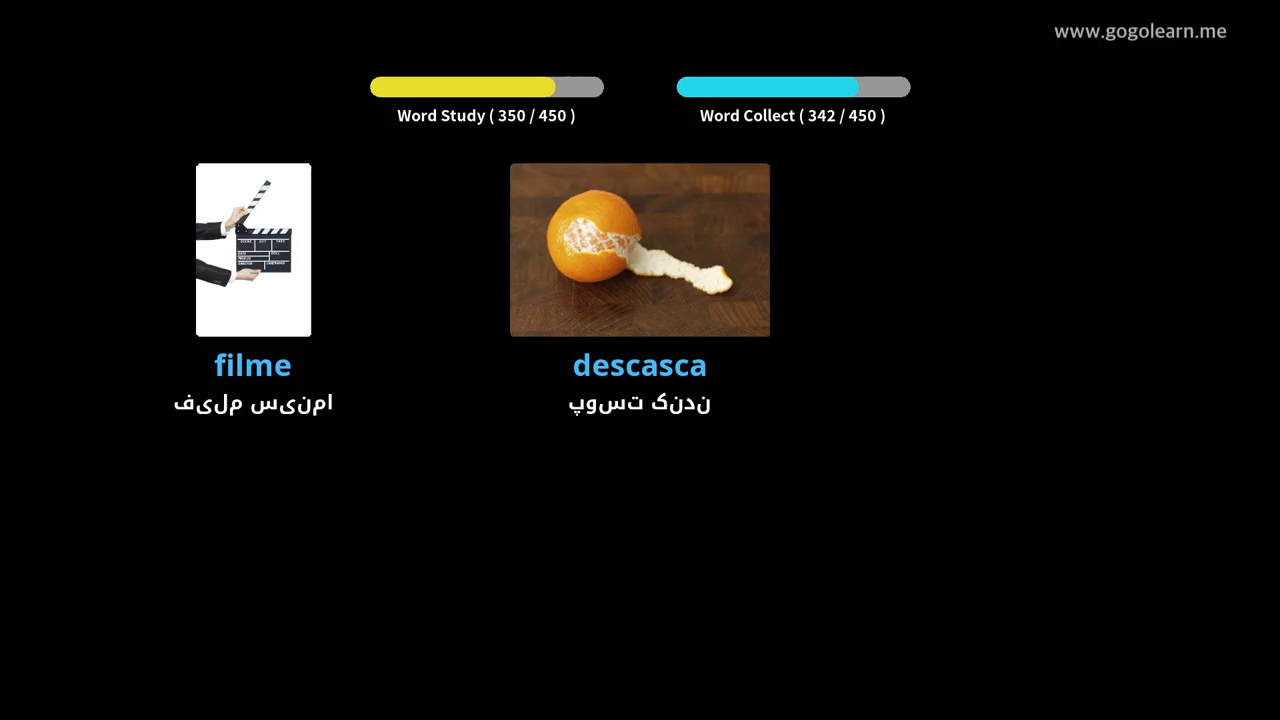 www.gogolearn.me
Word Study ( 350 / 450 )
Word Collect ( 342 / 450 )
filme
فیلم سینما
descasca
پوست کندن